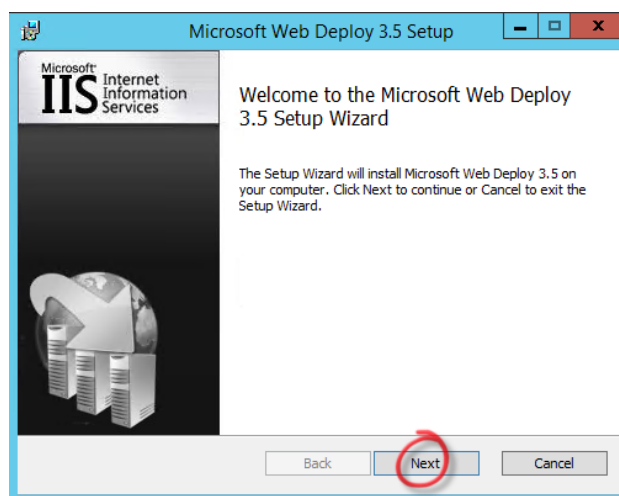 Microsoft Web Deploy 3.5 Setup
Microsoft
IIS Internet
Information
Services
Welcome to the Microsoft Web Deploy
3.5 Setup Wizard
The Setup Wizard will install Microsoft Web Deploy 3.5 on
your computer. Click Next to continue or Cancel to exit the
Setup Wizard.
Back Next Cancel